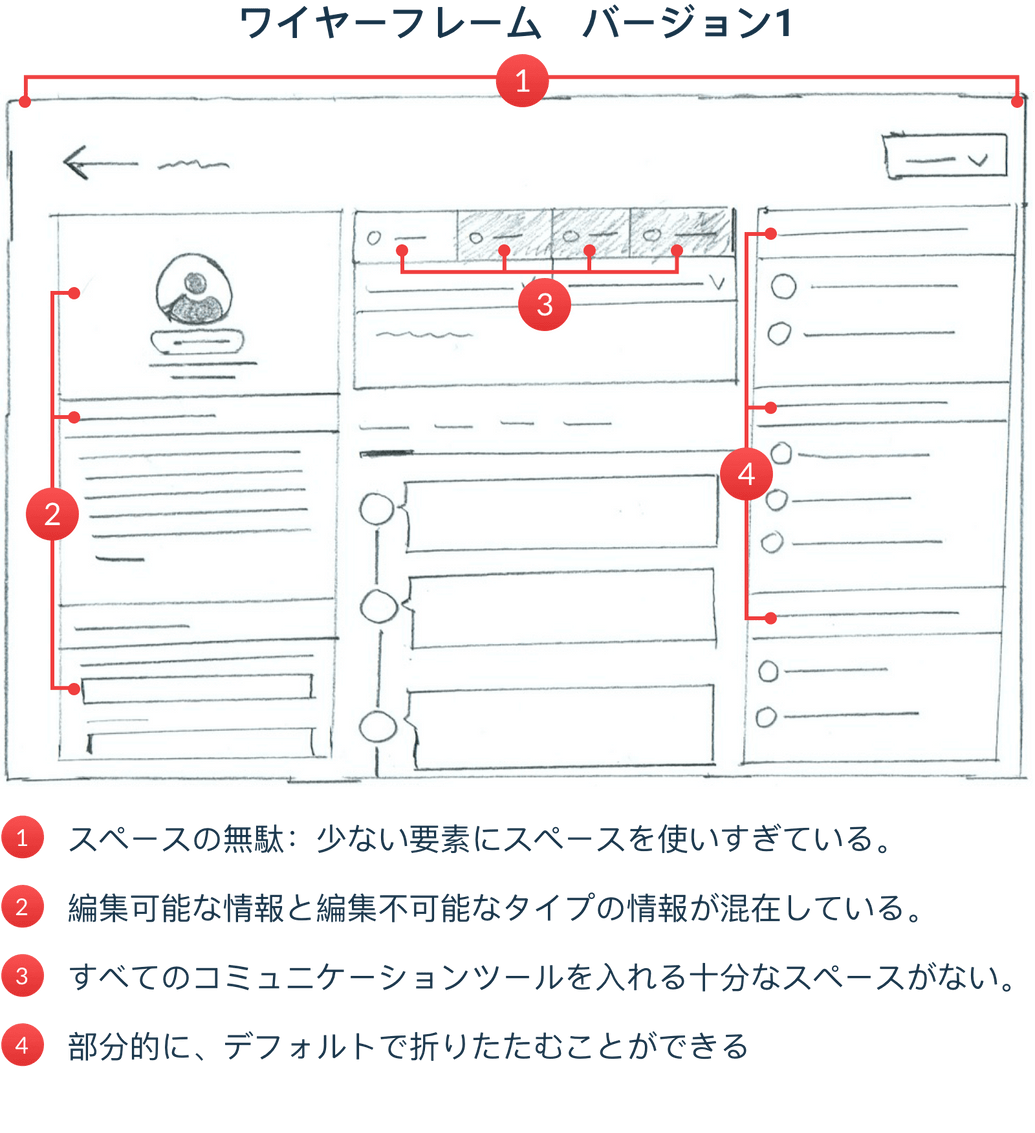 ワイヤーフレーム　バージョン1
1
3
4
2
1 スペースの無駄：少ない要素にスペースを使いすぎている。
2 編集可能な情報と編集不可能なタイプの情報が混在している。
3 すべてのコミュニケーションツールを入れる十分なスペースがない。
4 部分的に、デフォルトで折りたたむことができる